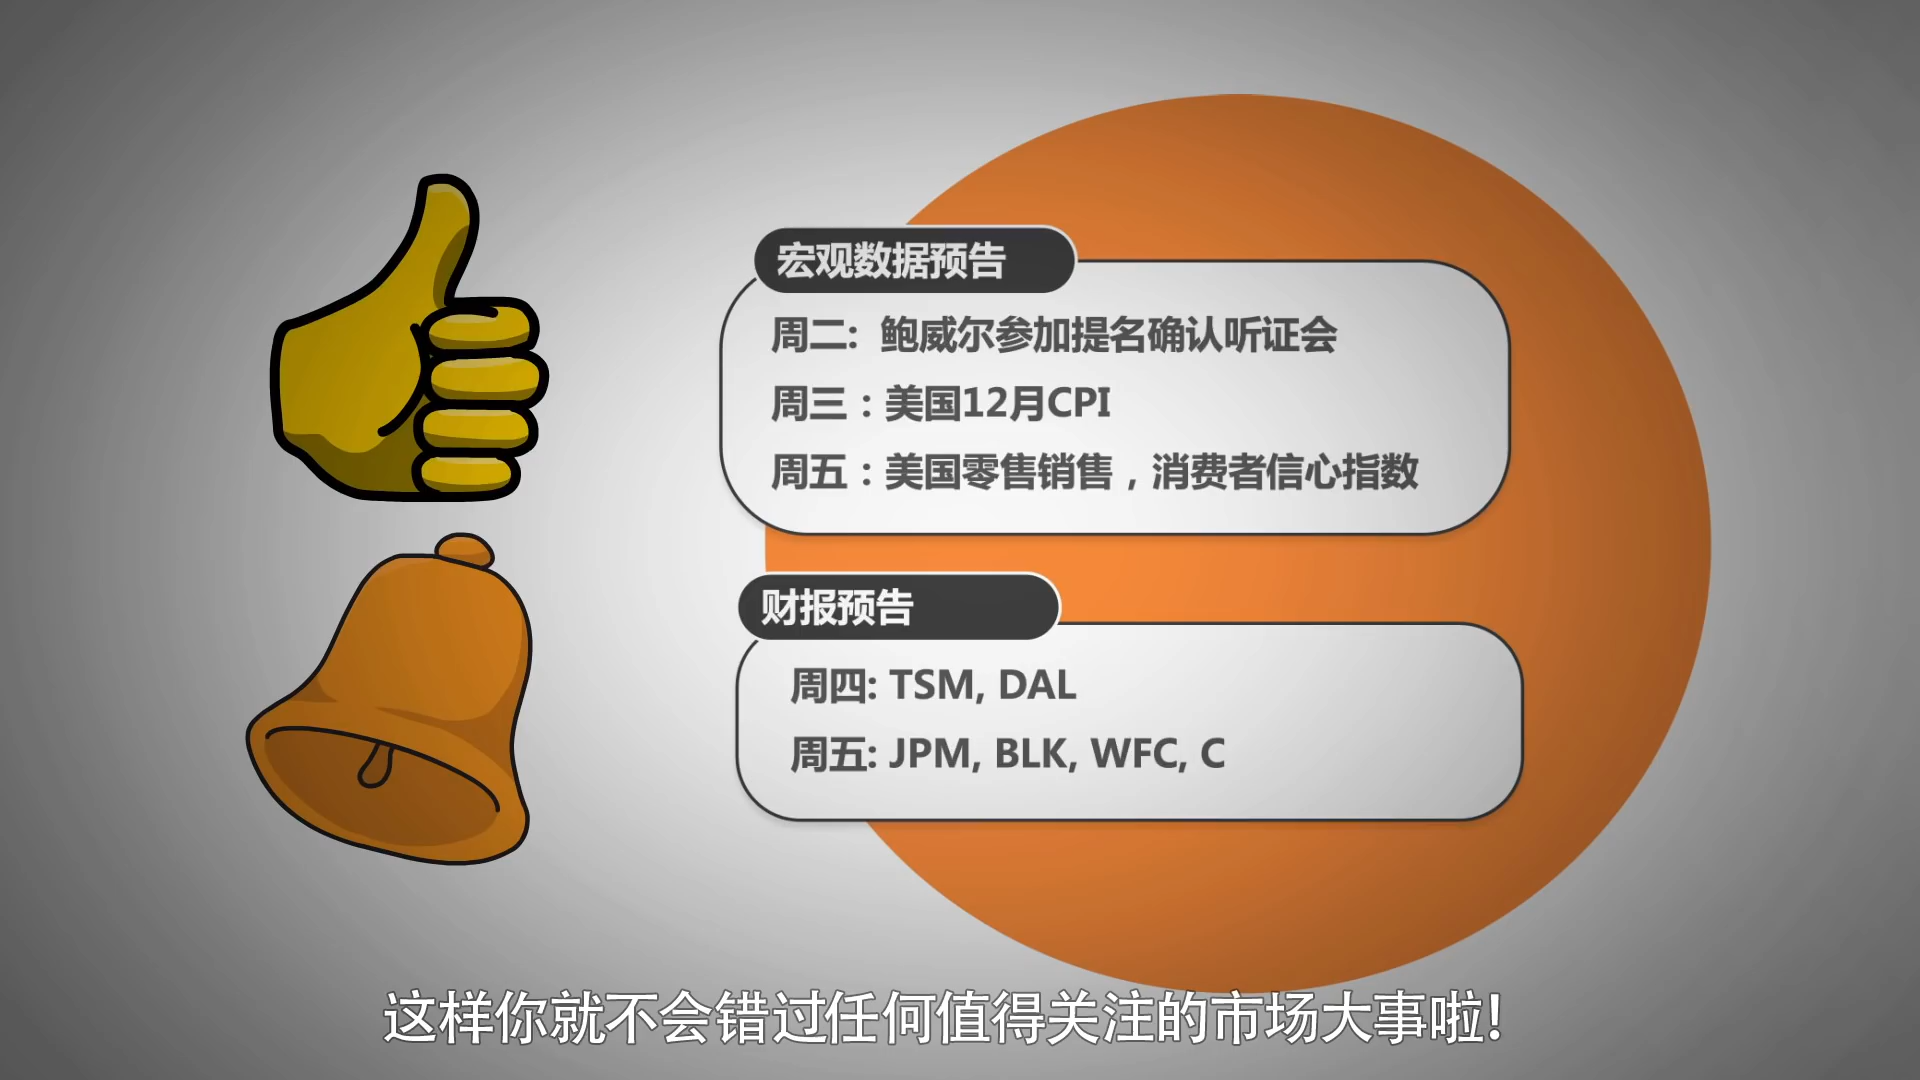 宏观数据预告
周二: 鲍威尔参加提名确认听证会
周三：美国12月CPI
周五：美国零售销售，消费者信心指数
财报预告
周四: TSM, DAL
周五: JPM, BLK, WFC, C
这样你就不会错过任何值得关注的市场大事啦!